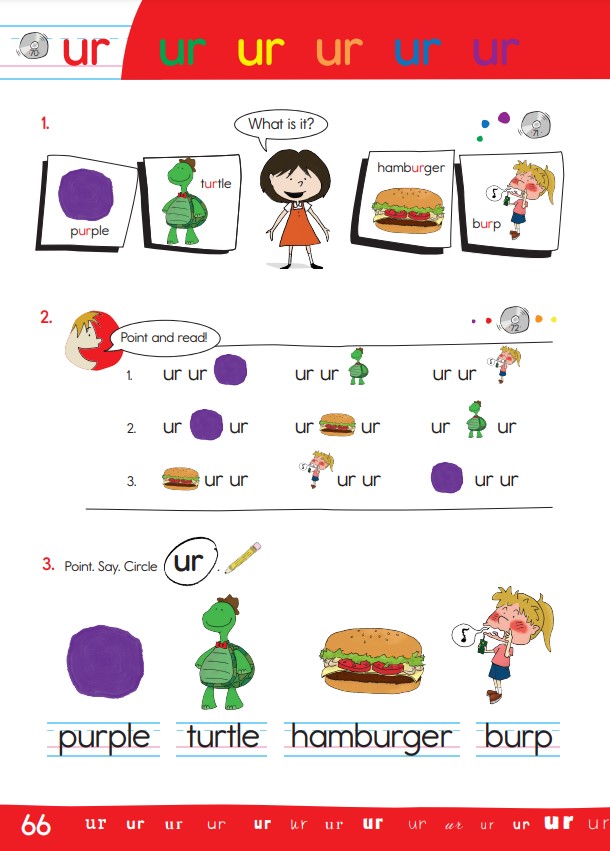 70 ur ur ur ur ur ur
1.
What is it?
71
purple
turtle
hamburger
burp
2.
Point and read!
72
1. ur ur ur ur ur ur
2. ur ur ur ur ur ur
3. ur ur ur ur ur ur
3. Point. Say. Circle ur.
purple turtle hamburger burp
66 ur ur ur ur ur ur ur ur ur ur ur ur ur ur